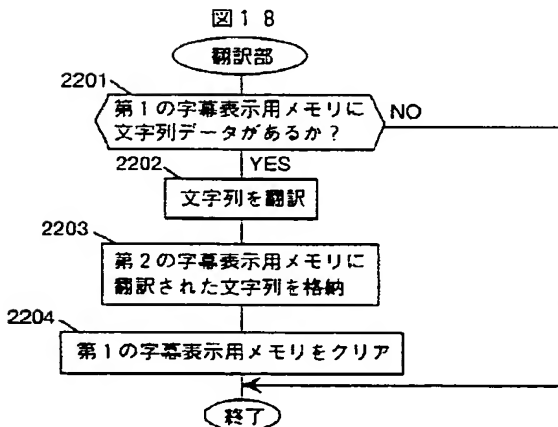 図18
翻訳部
2201
第1の字幕表示用メモリに
文字列データがあるか？
NO
YES
2202
文字列を翻訳
2203
第2の字幕表示用メモリに
翻訳された文字列を格納
2204
第1の字幕表示用メモリをクリア
終了